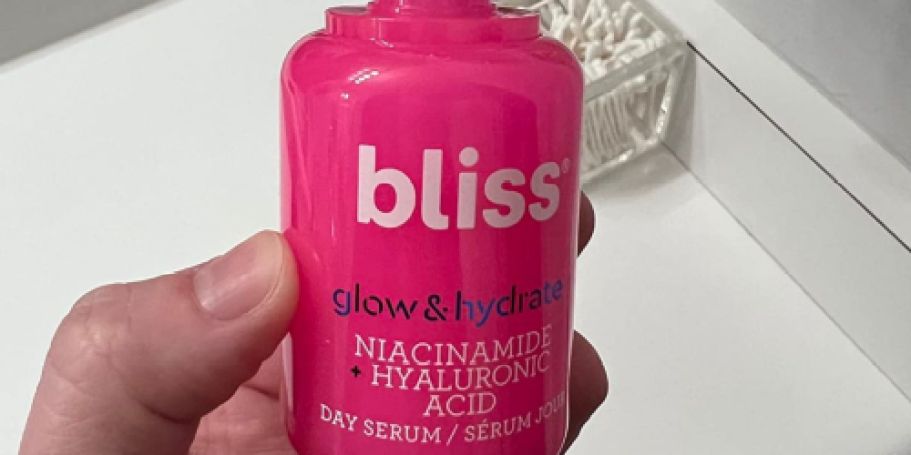 bliss®
glow & hydrate
NIACINAMIDE
+ HYALURONIC
ACID
DAY SERUM / SÉRUM JOUR